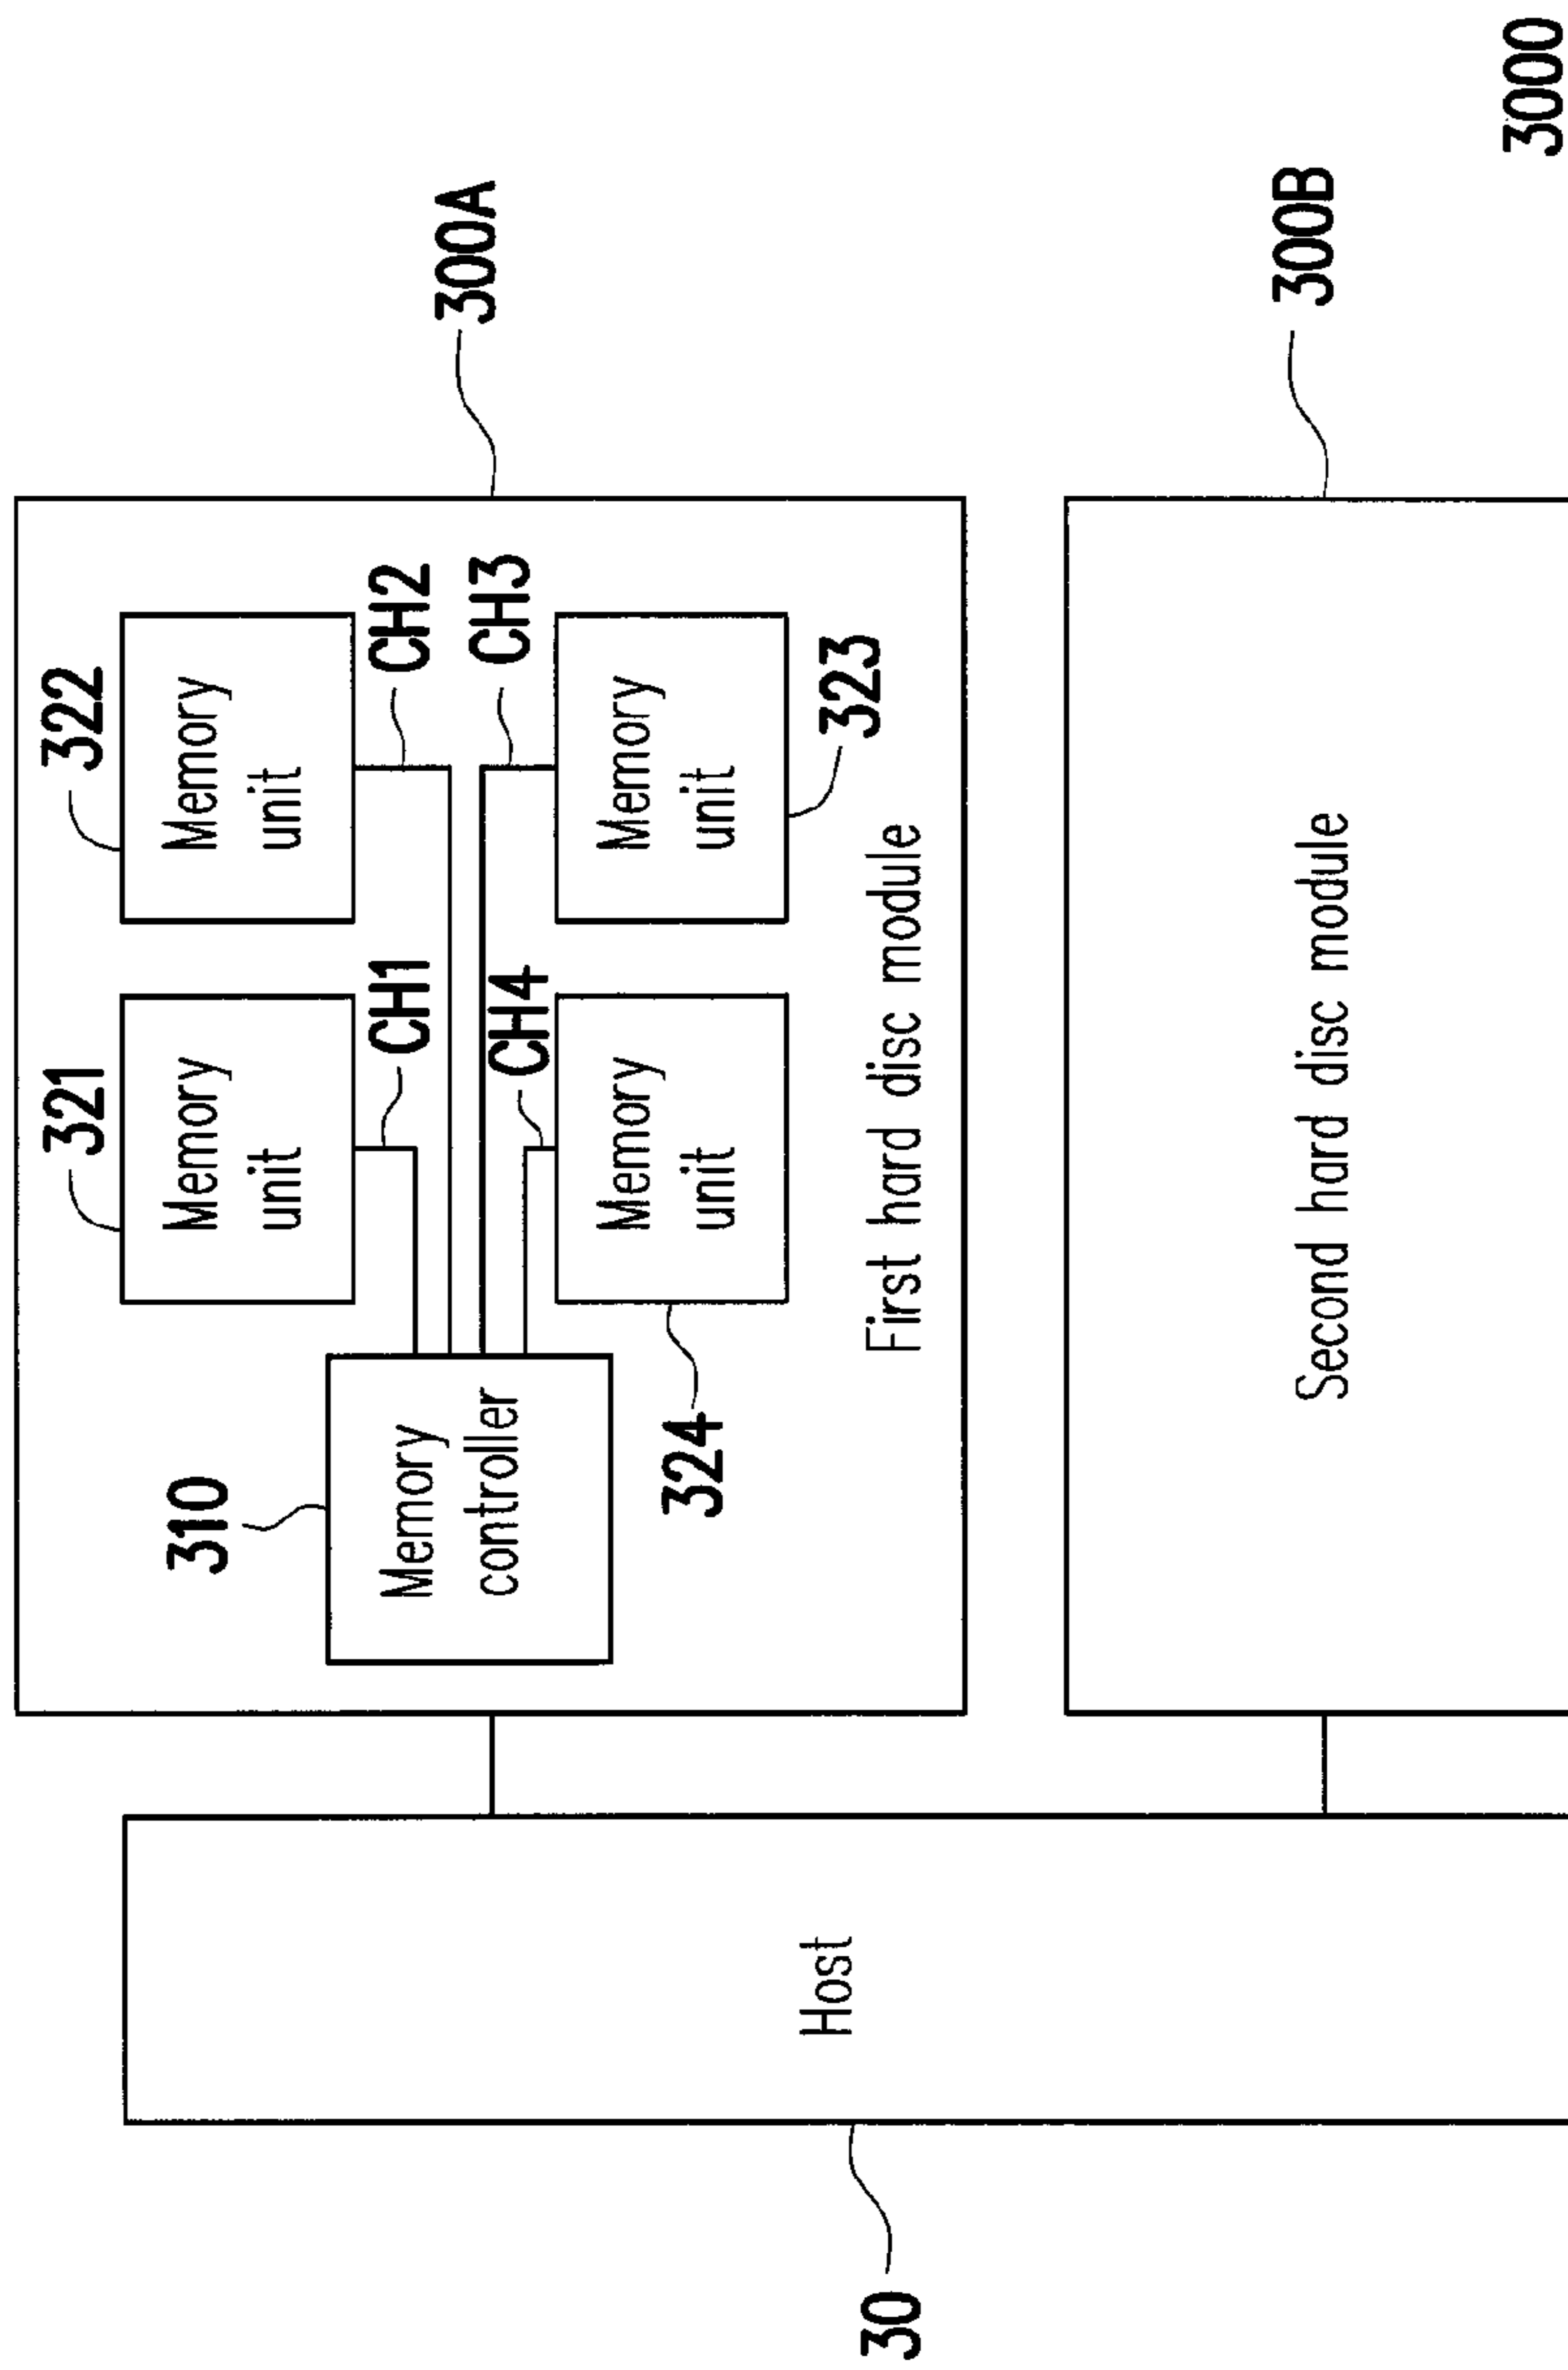 322
321
310
Memory
unit
Memory
unit
CH1
CH2
Memory
controller
CH4
CH3
Memory
unit
Memory
unit
324
323
First hard disc module
300A
Host
30
Second hard disc module
300B
3000